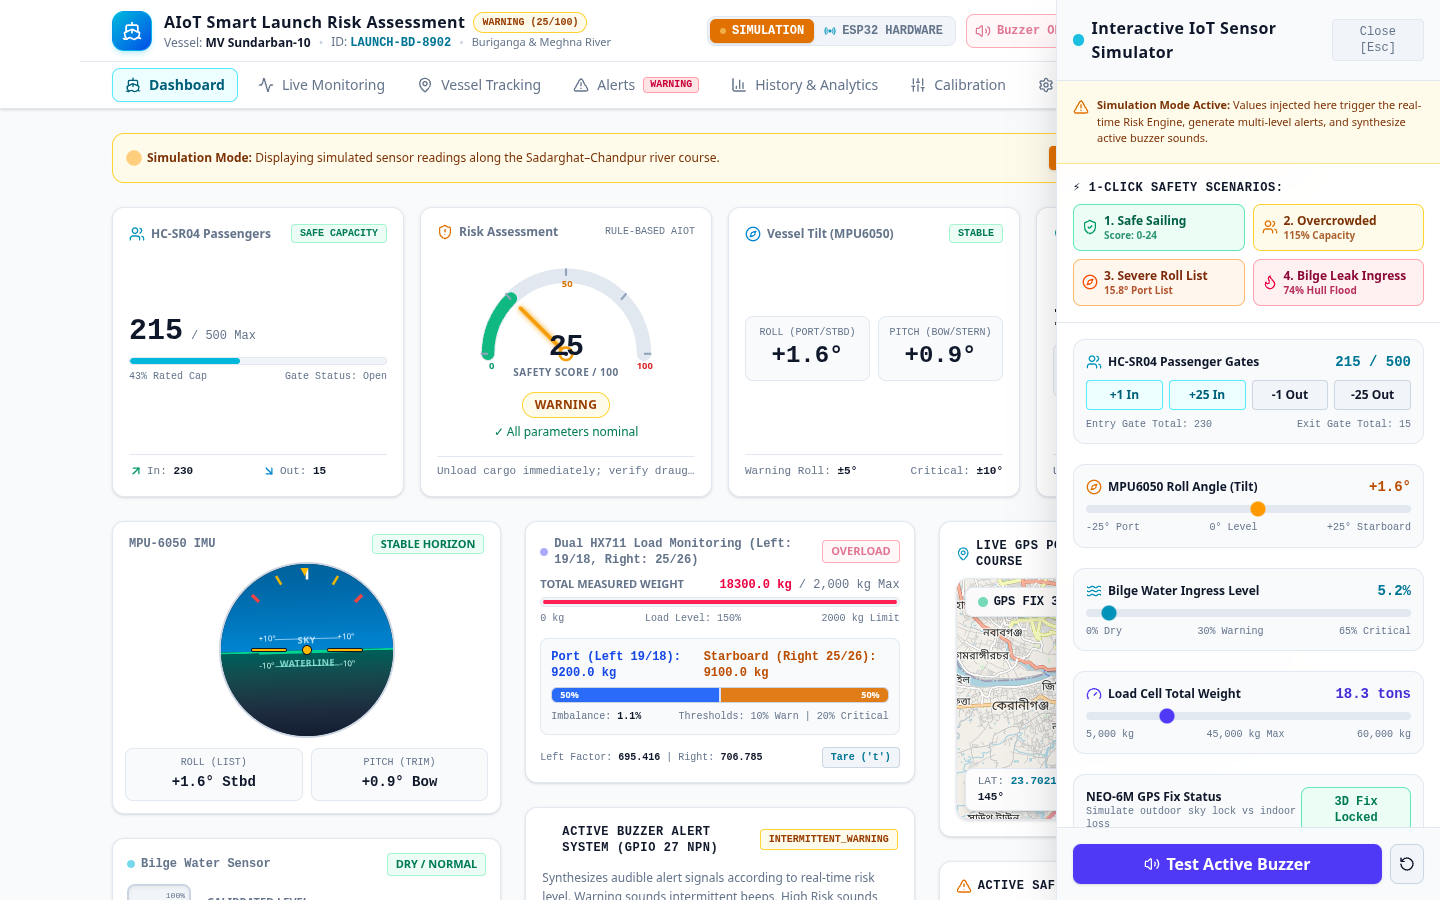 AIoT Smart Launch Risk Assessment
WARNING (25/100)
Vessel: MV Sundarban-10 • ID: LAUNCH-BD-8902 • Buriganga & Meghna River
SIMULATION
ESP32 HARDWARE
Buzzer
Dashboard
Live Monitoring
Vessel Tracking
Alerts
WARNING
History & Analytics
Calibration
Simulation Mode: Displaying simulated sensor readings along the Sadarghat–Chandpur river course.
HC-SR04 Passengers
SAFE CAPACITY
215 / 500 Max
43% Rated Cap
Gate Status: Open
In: 230
Out: 15
Risk Assessment
RULE-BASED AIOT
50
25
0
100
SAFETY SCORE / 100
WARNING
✓ All parameters nominal
Unload cargo immediately; verify draug…
Vessel Tilt (MPU6050)
STABLE
ROLL (PORT/STBD)
+1.6°
PITCH (BOW/STERN)
+0.9°
Warning Roll: ±5°
Critical: ±10°
MPU-6050 IMU
STABLE HORIZON
+10° SKY +10°
-10° WATERLINE -10°
ROLL (LIST)
+1.6° Stbd
PITCH (TRIM)
+0.9° Bow
Dual HX711 Load Monitoring (Left:
19/18, Right: 25/26)
OVERLOAD
TOTAL MEASURED WEIGHT
18300.0 kg / 2,000 kg Max
0 kg
Load Level: 150%
2000 kg Limit
Port (Left 19/18):
9200.0 kg
Starboard (Right 25/26):
9100.0 kg
50%
50%
Imbalance: 1.1%
Thresholds: 10% Warn | 20% Critical
Left Factor: 695.416 | Right: 706.785
Tare ('t')
LIVE GPS
COURSE
GPS FIX
নবাবগঞ্জ
কেরানীগঞ্জ
LAT: 23.7021
145°
Bilge Water Sensor
DRY / NORMAL
100%
ACTIVE BUZZER ALERT
SYSTEM (GPIO 27 NPN)
INTERMITTENT_WARNING
Synthesizes audible alert signals according to real-time risk
level. Warning sounds intermittent beeps. High Risk sounds
ACTIVE
Interactive IoT Sensor
Simulator
Close
[Esc]
Simulation Mode Active: Values injected here trigger the real-
time Risk Engine, generate multi-level alerts, and synthesize
active buzzer sounds.
⚡ 1-CLICK SAFETY SCENARIOS:
1. Safe Sailing
Score: 0-24
2. Overcrowded
115% Capacity
3. Severe Roll List
15.8° Port List
4. Bilge Leak Ingress
74% Hull Flood
HC-SR04 Passenger Gates
215 / 500
+1 In
+25 In
-1 Out
-25 Out
Entry Gate Total: 230
Exit Gate Total: 15
MPU6050 Roll Angle (Tilt)
+1.6°
-25° Port
0° Level
+25° Starboard
Bilge Water Ingress Level
5.2%
0% Dry
30% Warning
65% Critical
Load Cell Total Weight
18.3 tons
5,000 kg
45,000 kg Max
60,000 kg
NEO-6M GPS Fix Status
Simulate outdoor sky lock vs indoor
loss
3D Fix
Locked
Test Active Buzzer